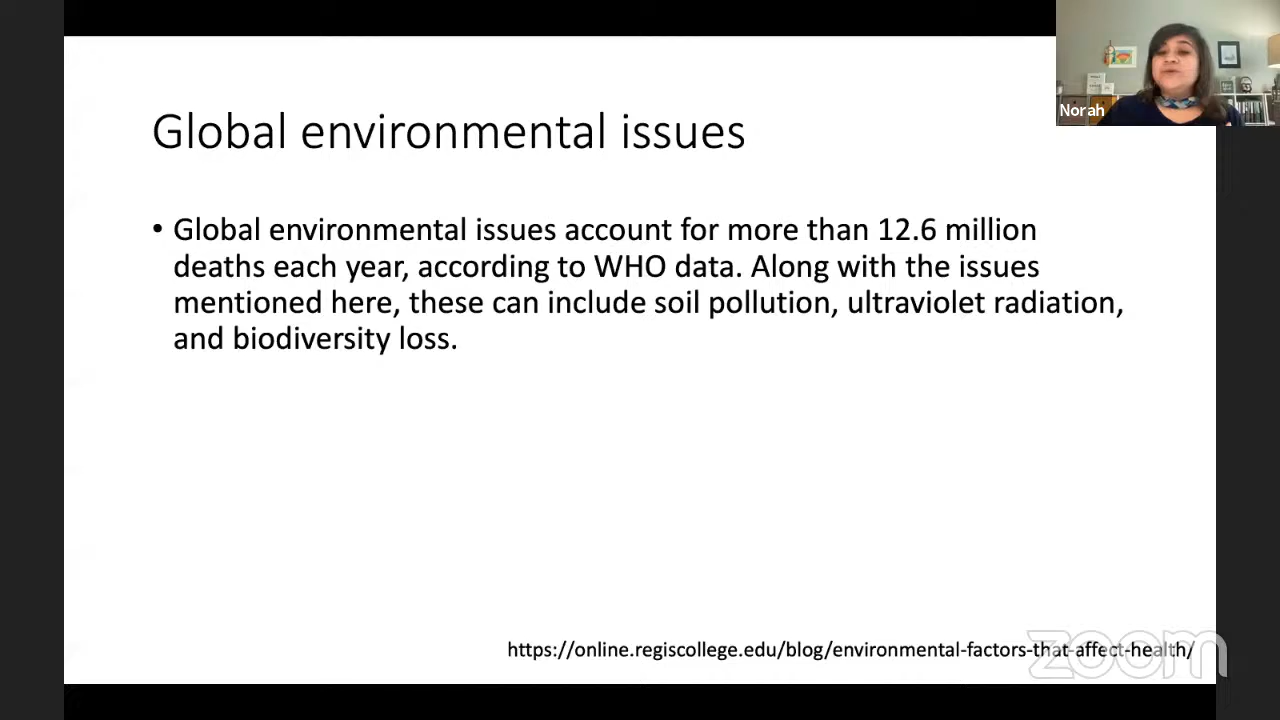 Norah
Global environmental issues
• Global environmental issues account for more than 12.6 million
deaths each year, according to WHO data. Along with the issues
mentioned here, these can include soil pollution, ultraviolet radiation,
and biodiversity loss.
https://online.regiscollege.edu/blog/environmental-factors-that-affect-health/
zoom